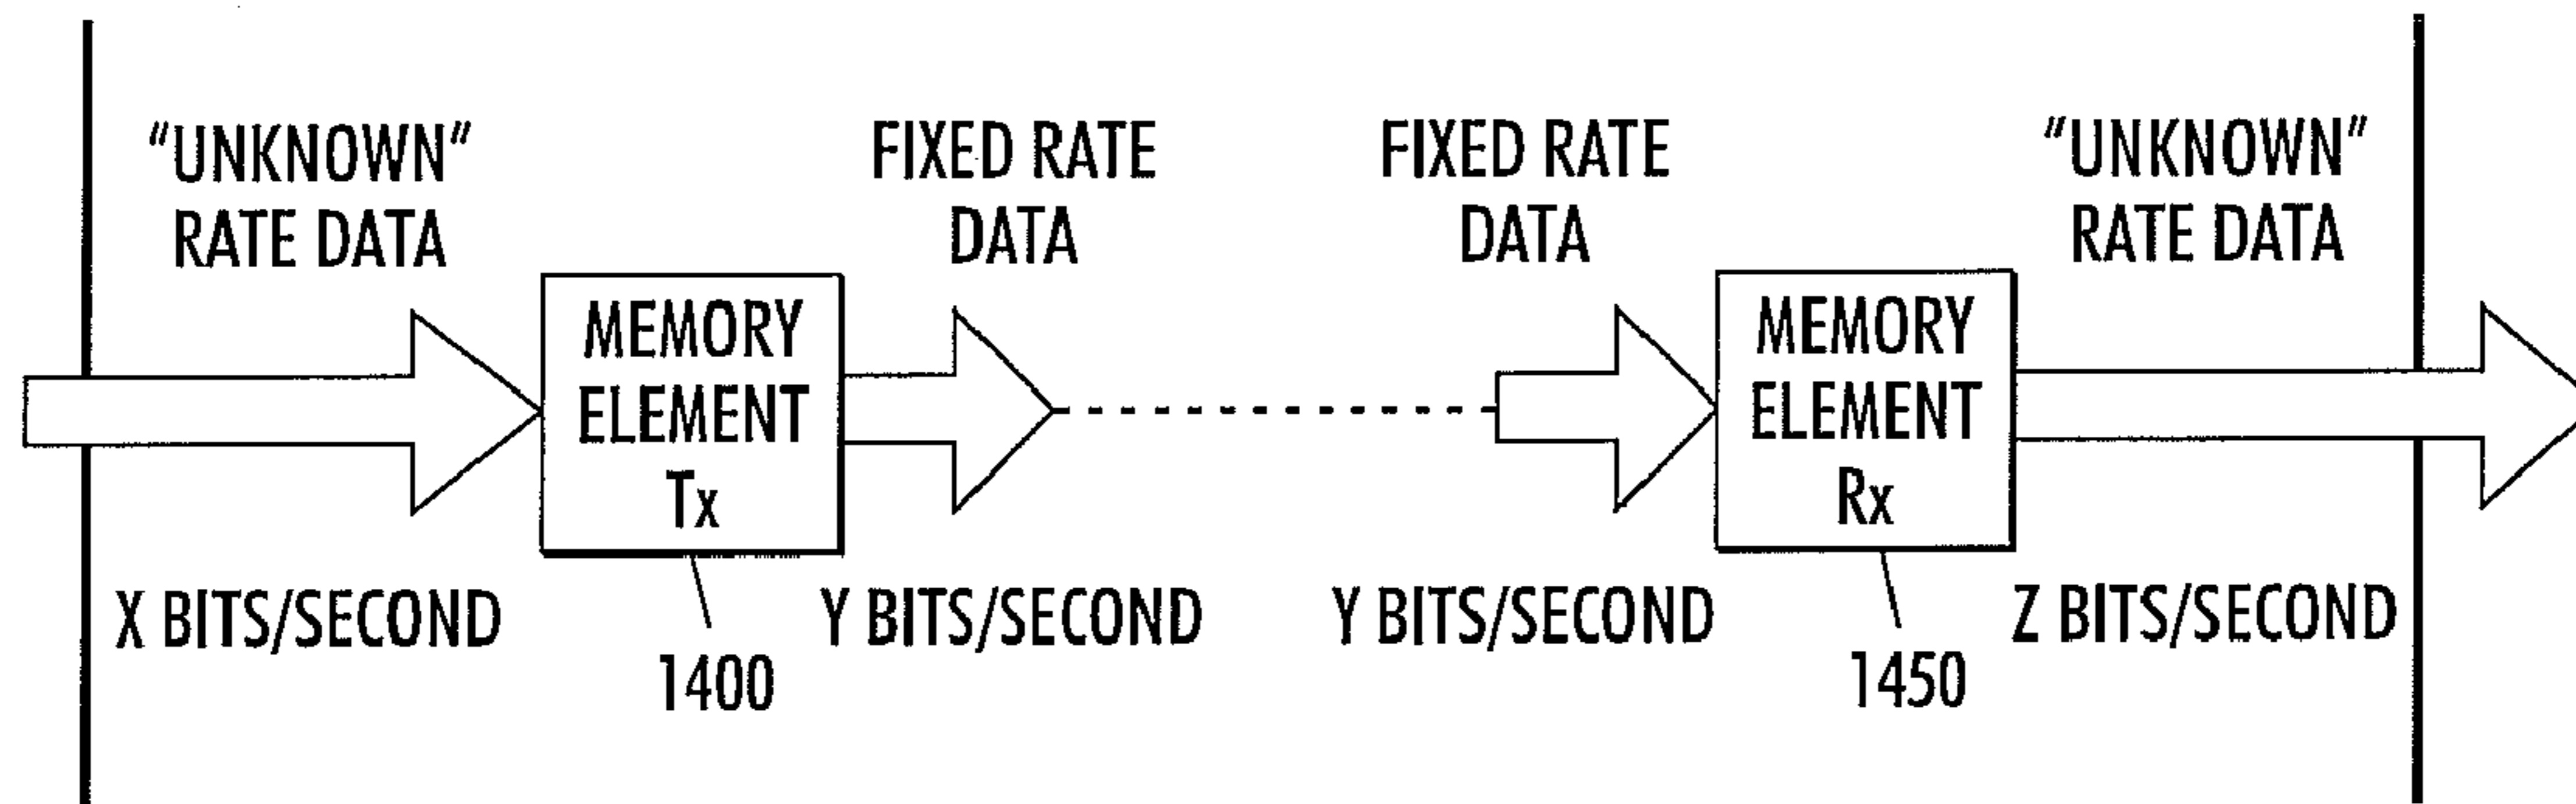 "UNKNOWN"
RATE DATA
FIXED RATE
DATA
FIXED RATE
DATA
"UNKNOWN"
RATE DATA
MEMORY
ELEMENT
Tx
MEMORY
ELEMENT
Rx
X BITS/SECOND
Y BITS/SECOND
Y BITS/SECOND
Z BITS/SECOND
1400
1450